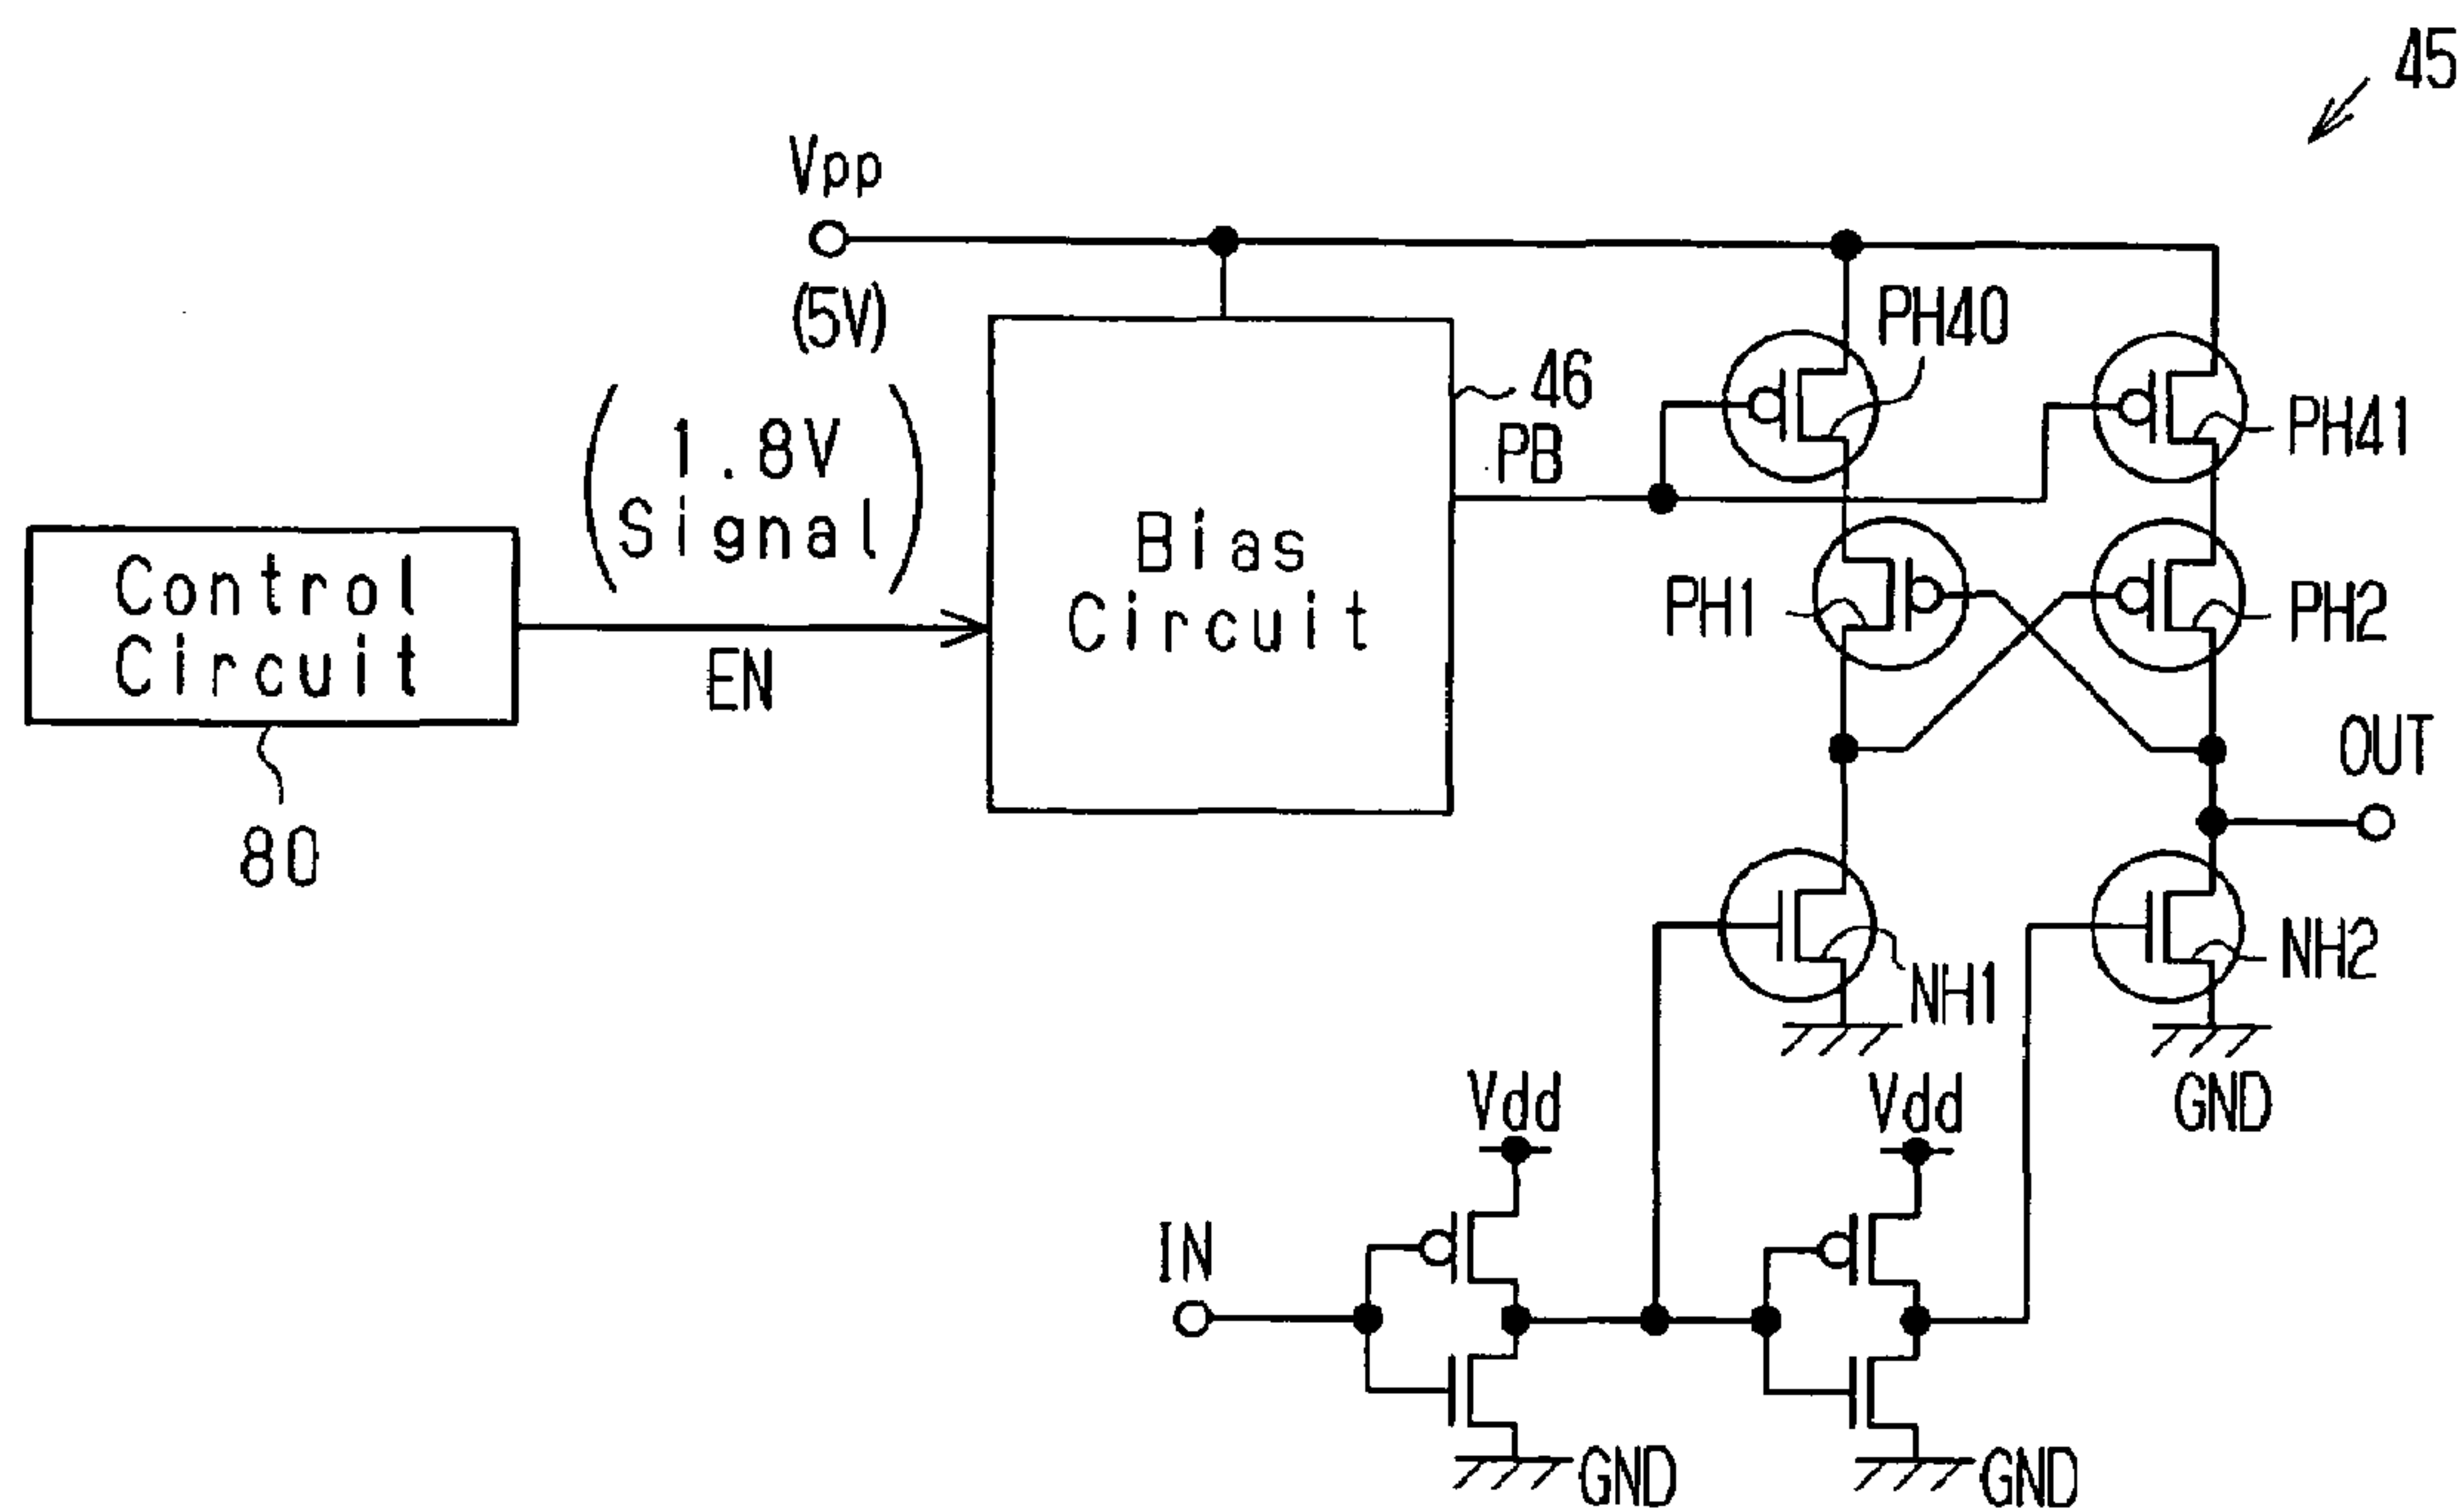 45
Vpp
(5V)
PH40
46
PB
PH41
1.8V
Signal
Bias
Circuit
Control
Circuit
EN
PH1
PH2
OUT
80
NH1
NH2
GND
Vdd
Vdd
IN
GND
GND